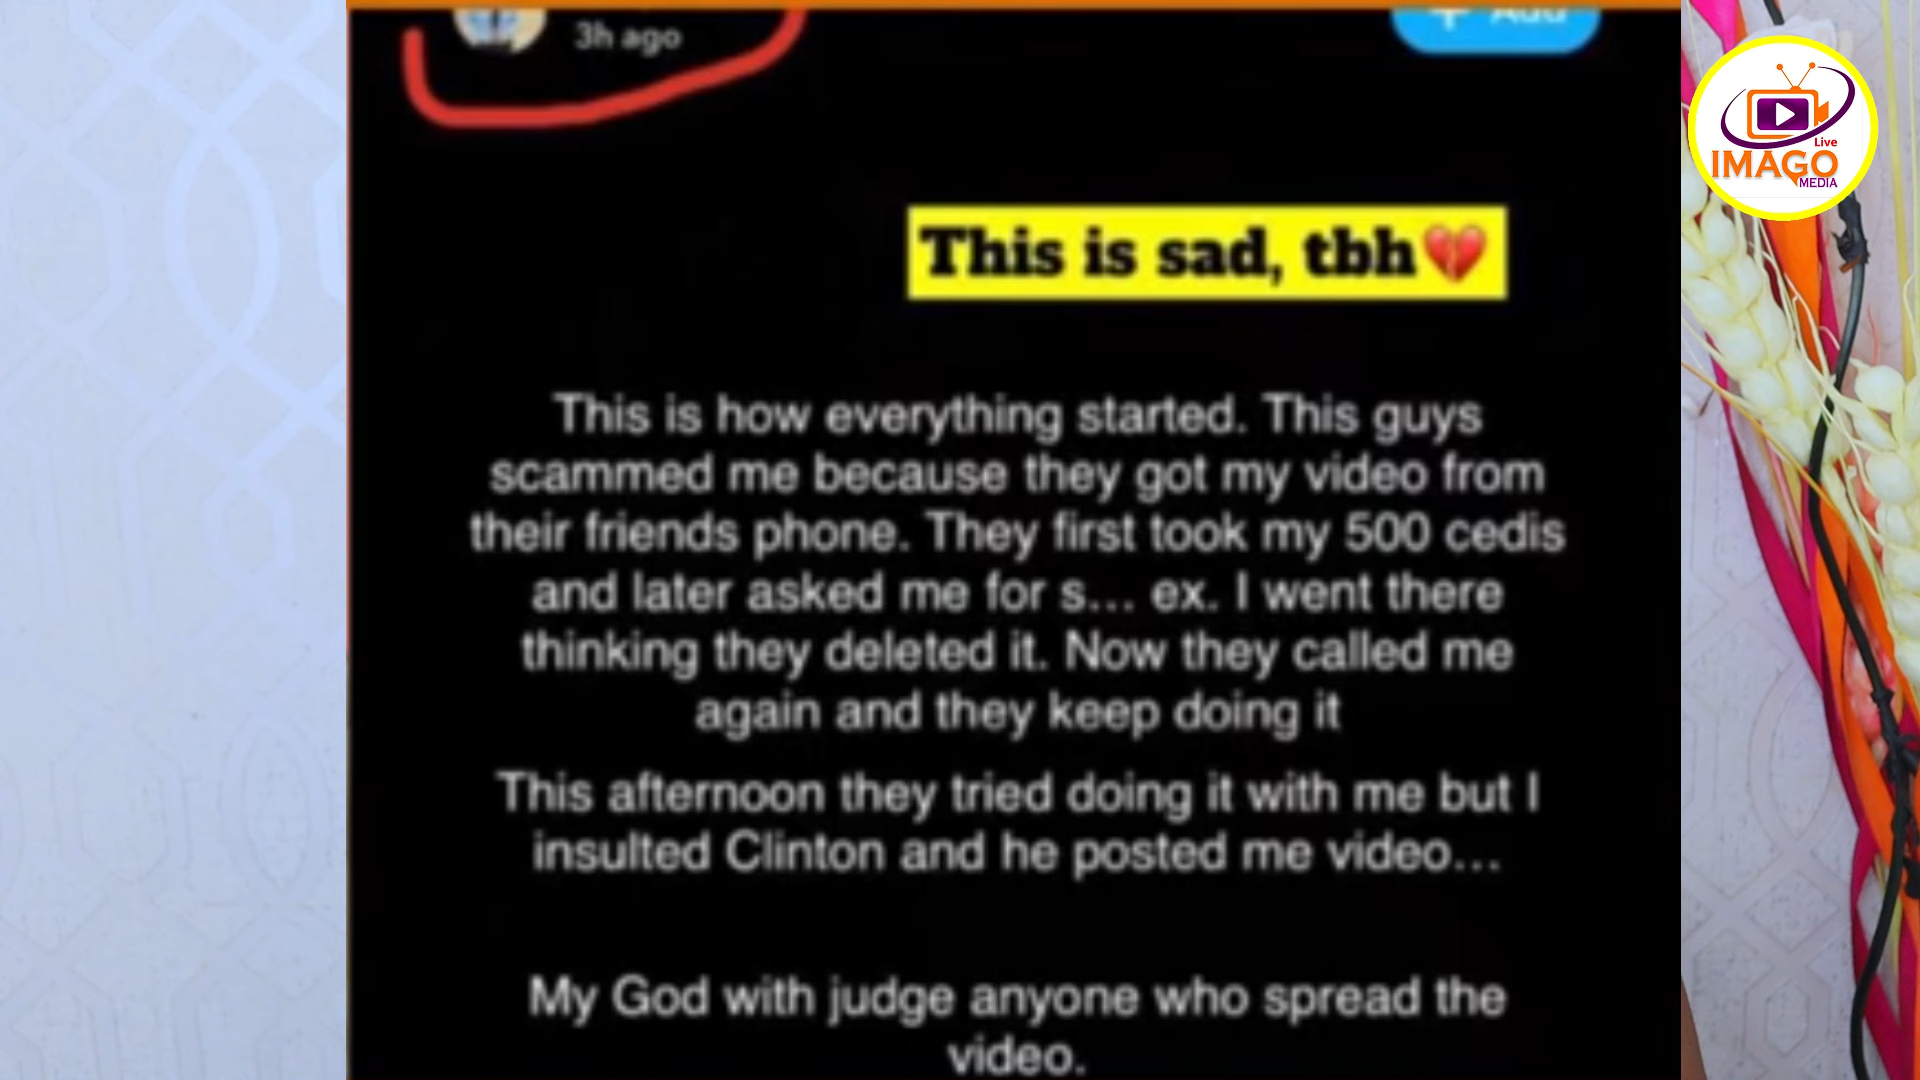 3h ago
Add
Live
IMAGO
MEDIA
This is sad, tbh💔
This is how everything started. This guys
scammed me because they got my video from
their friends phone. They first took my 500 cedis
and later asked me for s... ex. I went there
thinking they deleted it. Now they called me
again and they keep doing it
This afternoon they tried doing it with me but I
insulted Clinton and he posted me video...
My God with judge anyone who spread the
video.